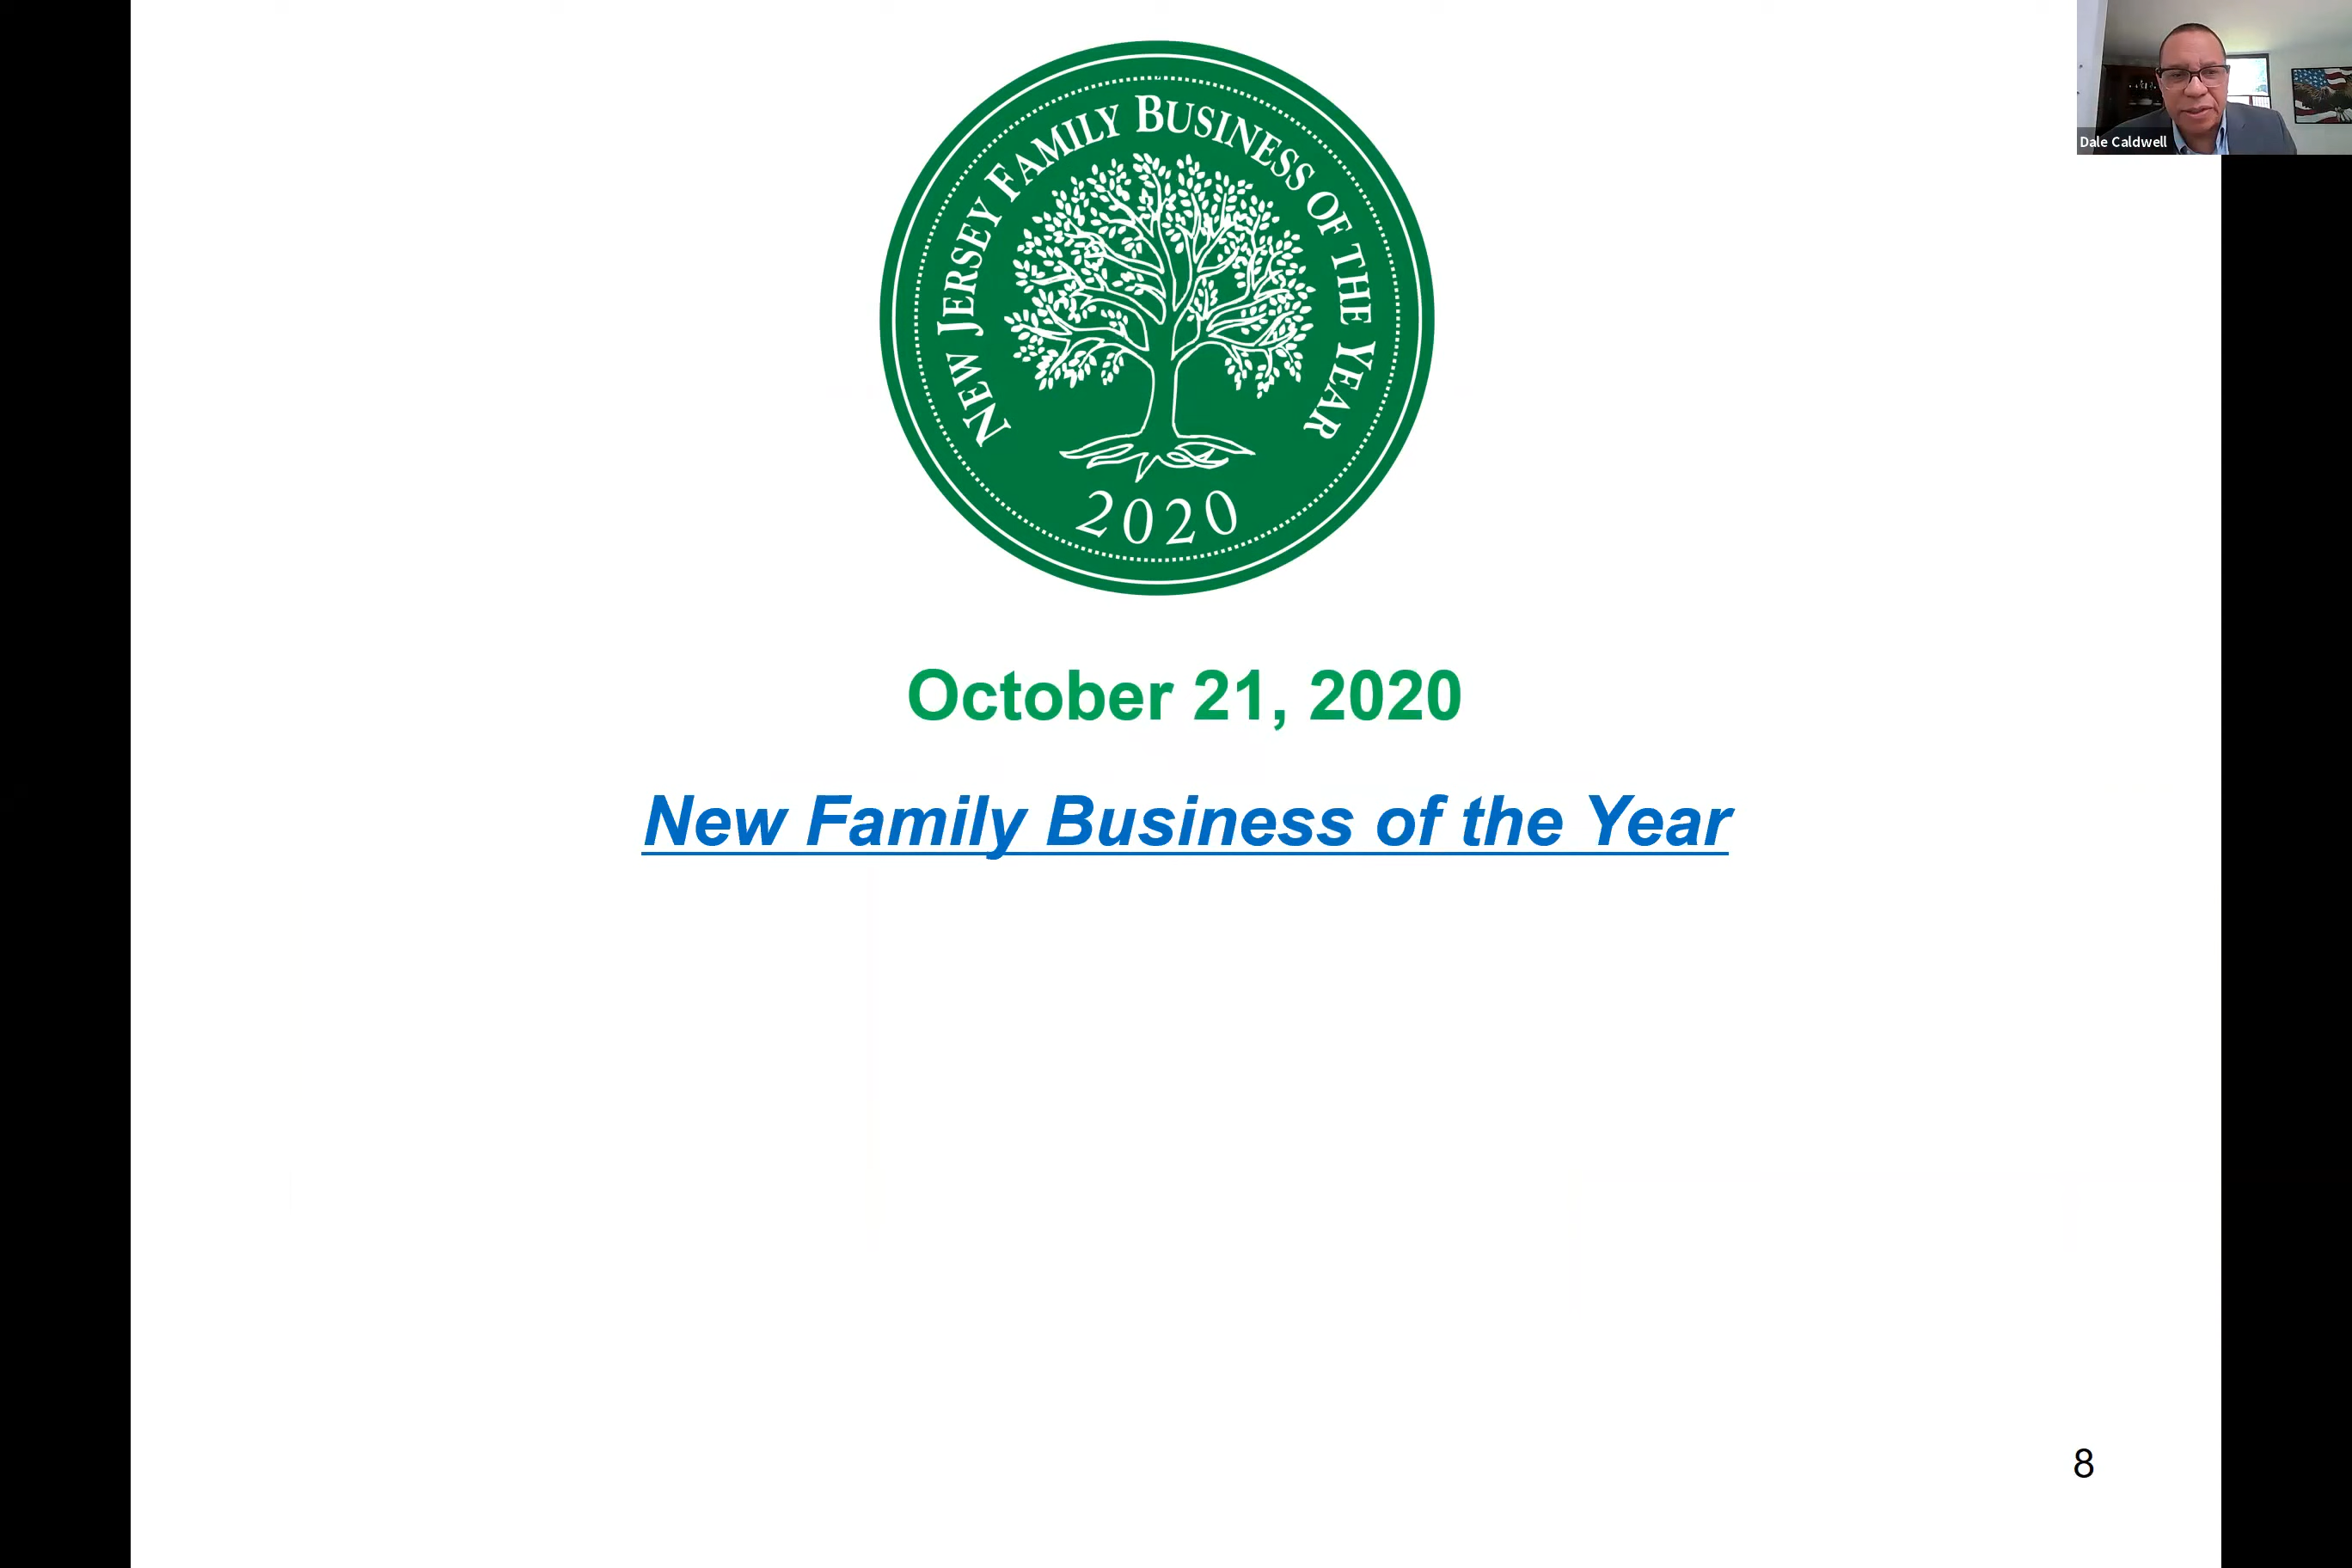 NEW JERSEY FAMILY BUSINESS OF THE YEAR
2020
Dale Caldwell
October 21, 2020
New Family Business of the Year
8